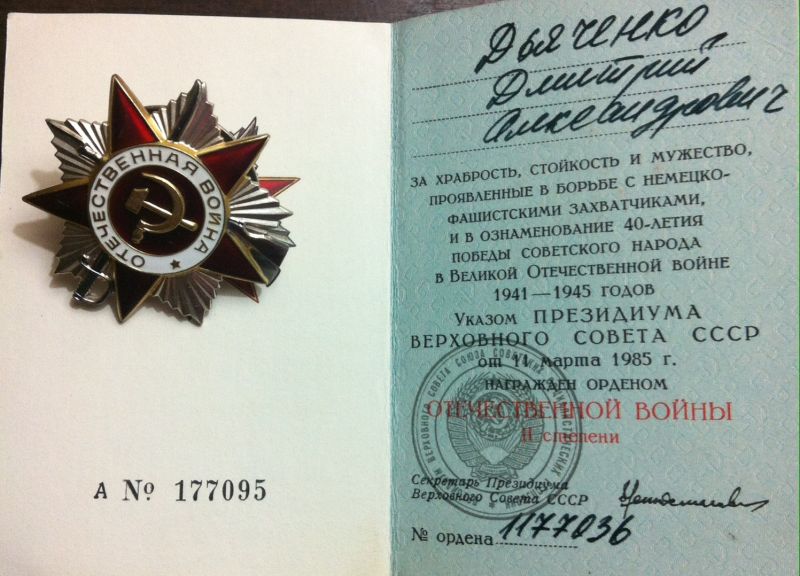 ОТЕЧЕСТВЕННАЯ ВОЙНА
А № 177095
Дьяченко
Дмитрий
Александрович
ЗА ХРАБРОСТЬ, СТОЙКОСТЬ И МУЖЕСТВО,
ПРОЯВЛЕННЫЕ В БОРЬБЕ С НЕМЕЦКО-
ФАШИСТСКИМИ ЗАХВАТЧИКАМИ,
И В ОЗНАМЕНОВАНИЕ 40-ЛЕТИЯ
ПОБЕДЫ СОВЕТСКОГО НАРОДА
В ВЕЛИКОЙ ОТЕЧЕСТВЕННОЙ ВОЙНЕ
1941—1945 ГОДОВ
УКАЗОМ ПРЕЗИДИУМА
ВЕРХОВНОГО СОВЕТА СССР
от 11 марта 1985 г.
НАГРАЖДЕН ОРДЕНОМ
ОТЕЧЕСТВЕННОЙ ВОЙНЫ
II степени
Секретарь Президиума
Верховного Совета СССР
№ ордена 1177036